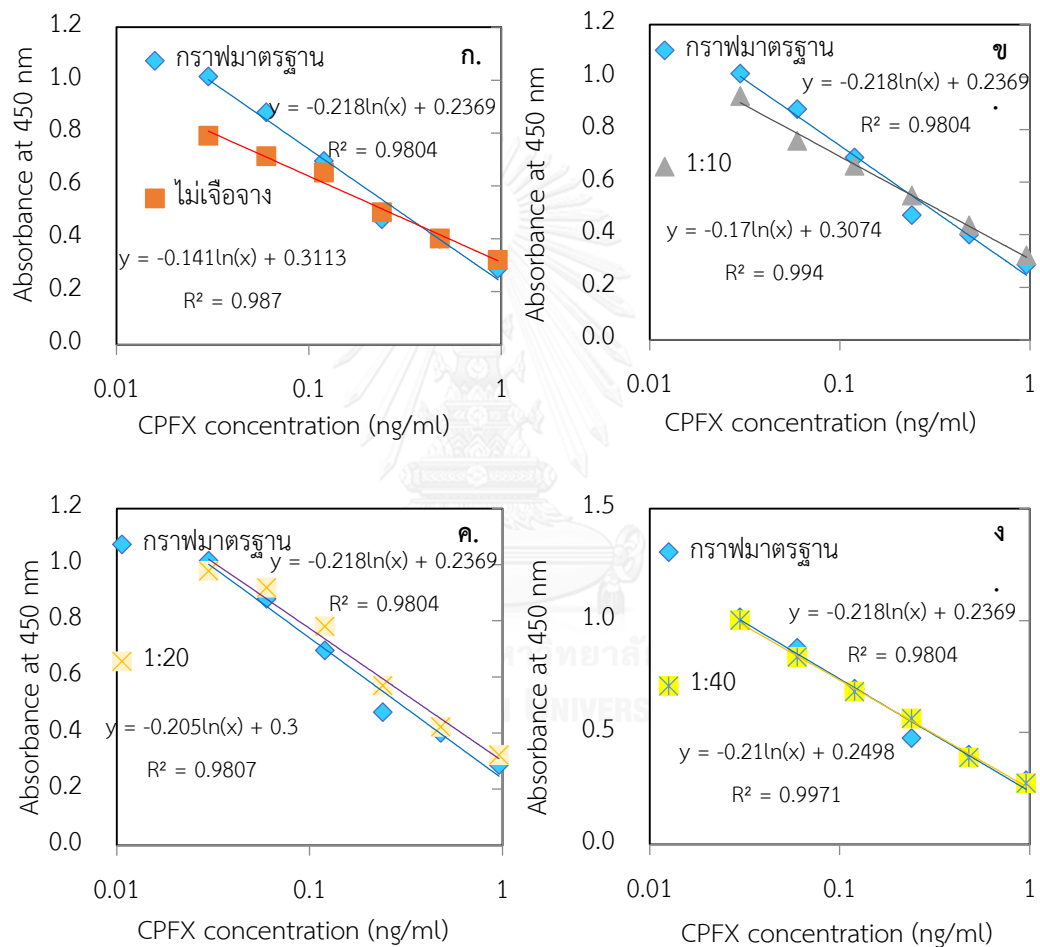 ก.
Absorbance at 450 nm
1.2
1.0
0.8
0.6
0.4
0.2
0.0
กราฟมาตรฐาน
y = -0.218ln(x) + 0.2369
R² = 0.9804
ไม่เจือจาง
y = -0.141ln(x) + 0.3113
R² = 0.987
0.01 0.1 1
CPFX concentration (ng/ml)
ข
.
Absorbance at 450 nm
1.2
1.0
0.8
0.6
0.4
0.2
0.0
กราฟมาตรฐาน
y = -0.218ln(x) + 0.2369
R² = 0.9804
1:10
y = -0.17ln(x) + 0.3074
R² = 0.994
0.01 0.1 1
CPFX concentration (ng/ml)
ค.
Absorbance at 450 nm
1.2
1.0
0.8
0.6
0.4
0.2
0.0
กราฟมาตรฐาน
y = -0.218ln(x) + 0.2369
R² = 0.9804
1:20
y = -0.205ln(x) + 0.3
R² = 0.9807
0.01 0.1 1
CPFX concentration (ng/ml)
ง
.
Absorbance at 450 nm
1.5
1.0
0.5
0.0
กราฟมาตรฐาน
y = -0.218ln(x) + 0.2369
R² = 0.9804
1:40
y = -0.21ln(x) + 0.2498
R² = 0.9971
0.01 0.1 1
CPFX concentration (ng/ml)